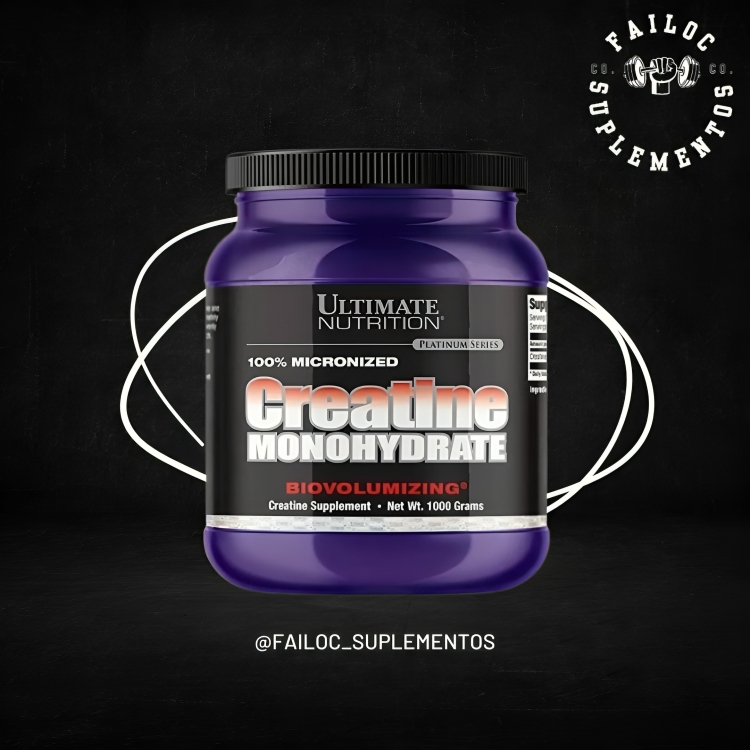 FAILOC
CO. CO.
SUPLEMENTOS
ULTIMATE
NUTRITION®
PLATINUM SERIES
100% MICRONIZED
Creatine
MONOHYDRATE
BIOVOLUMIZING®
Creatine Supplement • Net Wt. 1000 Grams
@FAILOC_SUPLEMENTOS